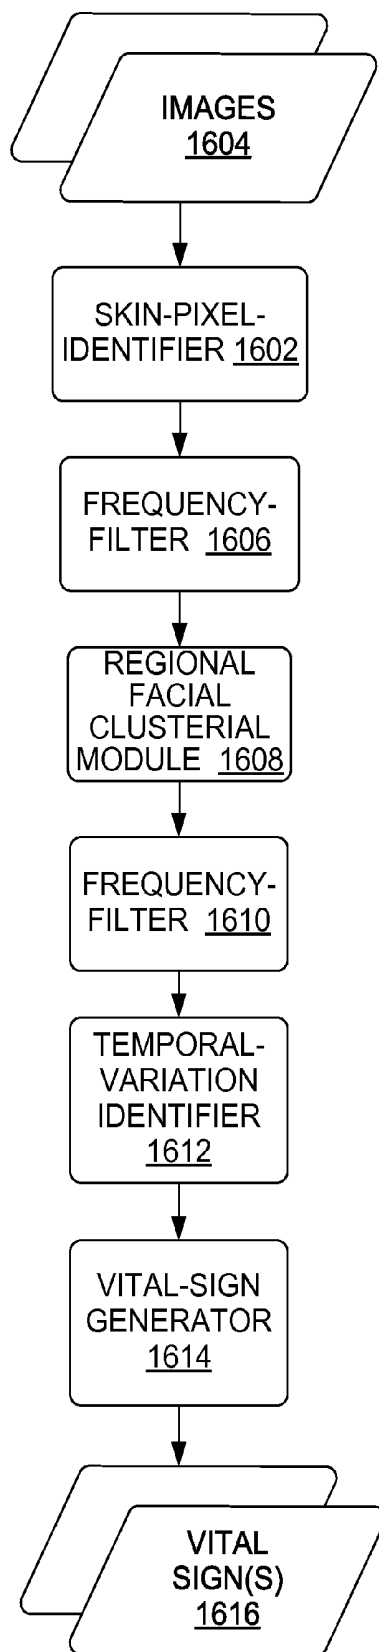 IMAGES
1604
SKIN-PIXEL-
IDENTIFIER 1602
FREQUENCY-
FILTER 1606
REGIONAL
FACIAL
CLUSTERIAL
MODULE 1608
FREQUENCY-
FILTER 1610
TEMPORAL-
VARIATION
IDENTIFIER
1612
VITAL-SIGN
GENERATOR
1614
VITAL
SIGN(S)
1616